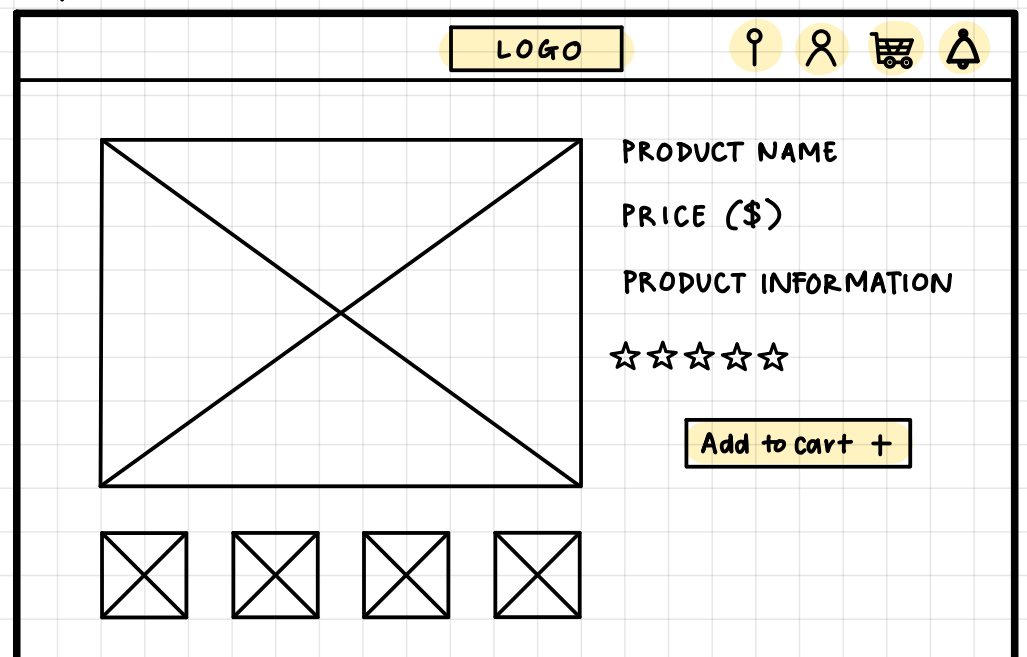 LOGO
PRODUCT NAME
PRICE ($)
PRODUCT INFORMATION
Add to cart +